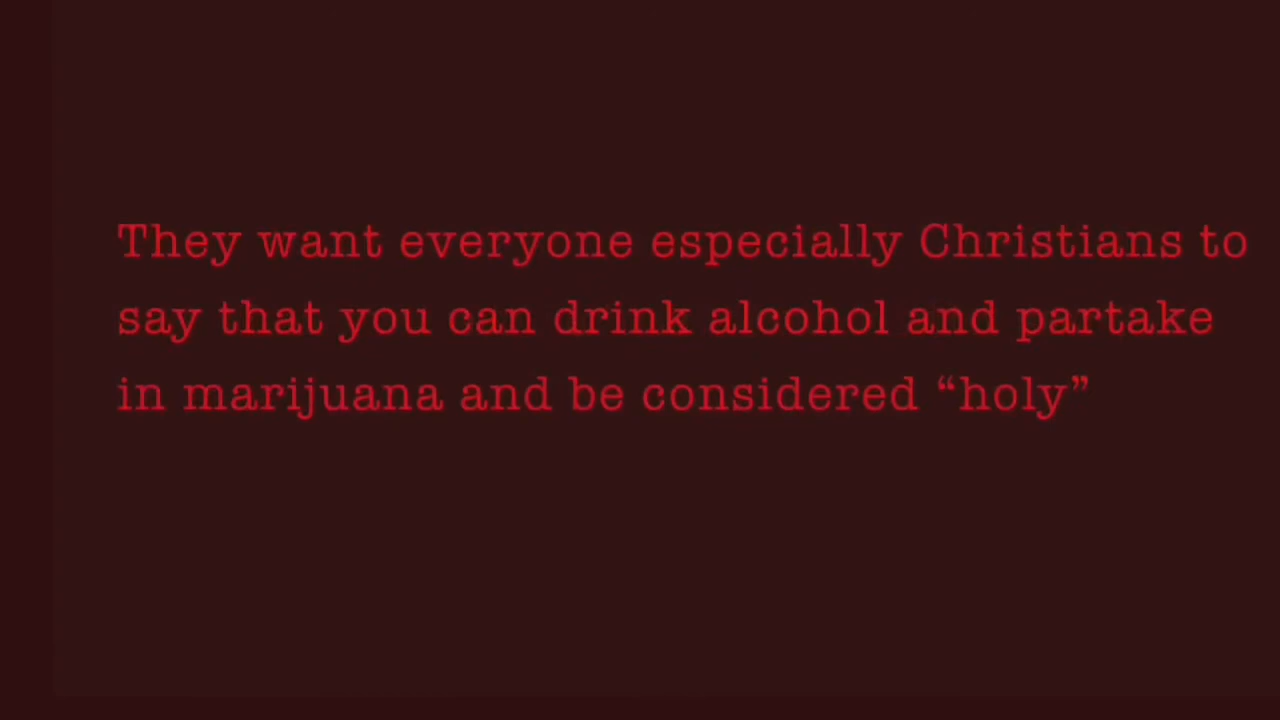 They want everyone especially Christians to
say that you can drink alcohol and partake
in marijuana and be considered “holy”